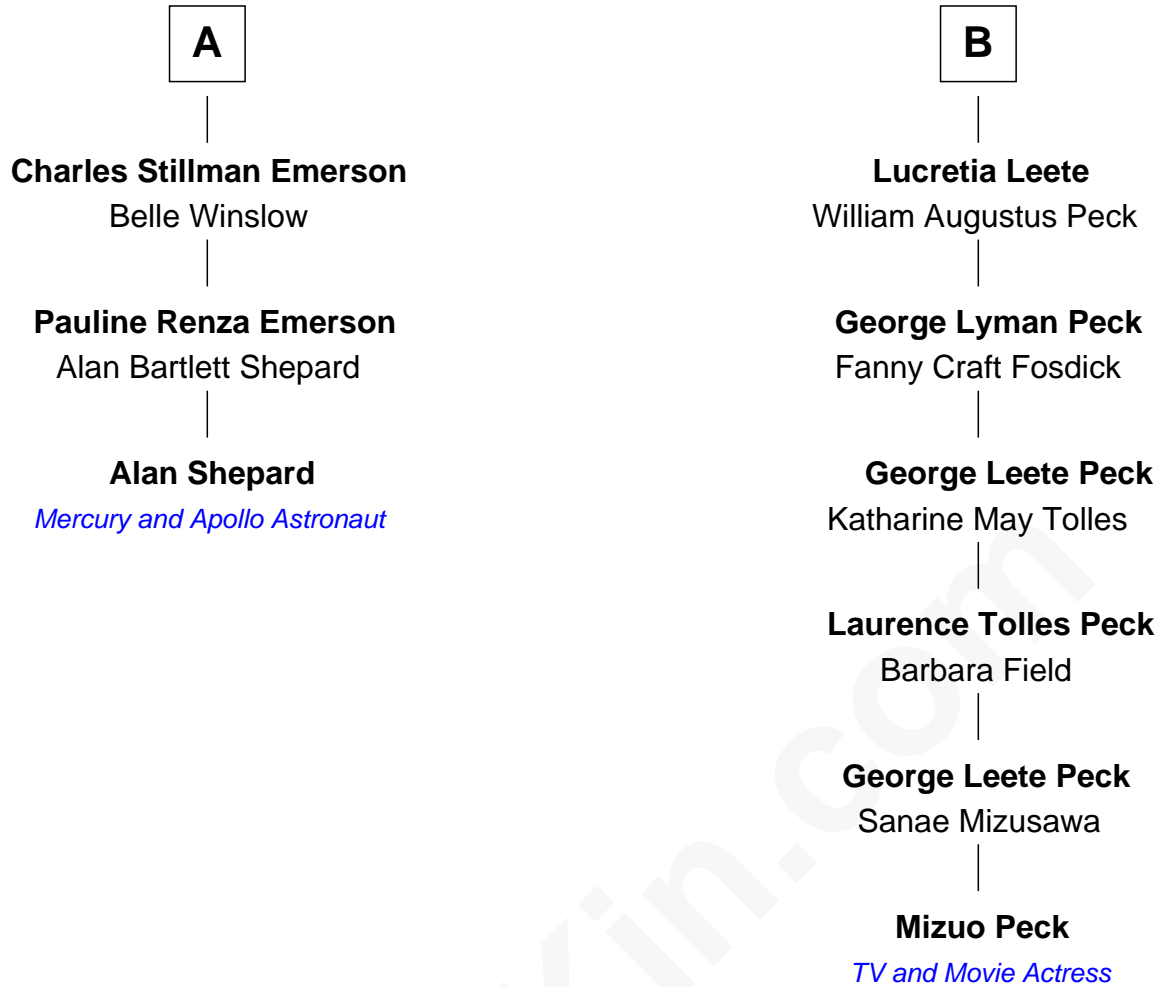 A
Charles Stillman Emerson
Belle Winslow
Pauline Renza Emerson
Alan Bartlett Shepard
Alan Shepard
Mercury and Apollo Astronaut
B
Lucretia Leete
William Augustus Peck
George Lyman Peck
Fanny Craft Fosdick
George Leete Peck
Katharine May Tolles
Laurence Tolles Peck
Barbara Field
George Leete Peck
Sanae Mizusawa
Mizuo Peck
TV and Movie Actress
Kin.com